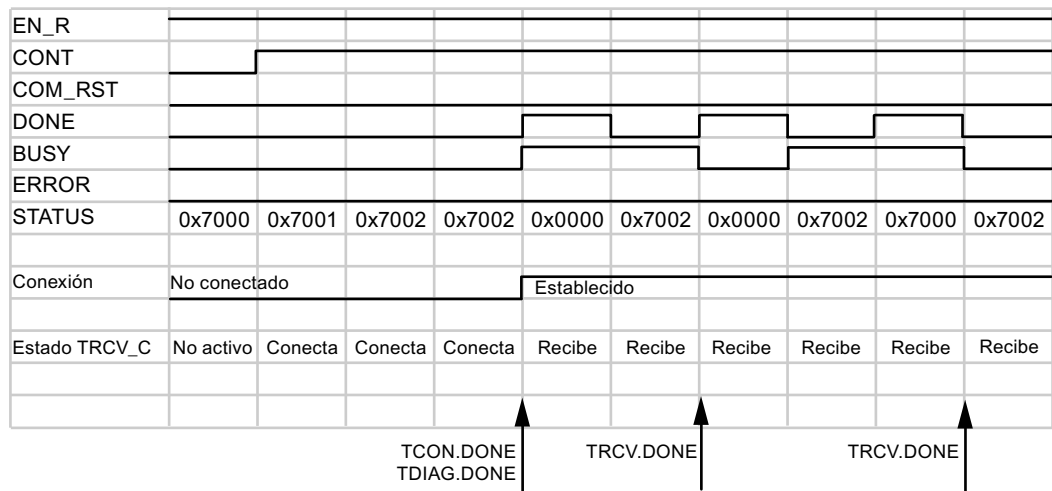 EN_R
CONT
COM_RST
DONE
BUSY
ERROR
STATUS 0x7000 0x7001 0x7002 0x7002 0x0000 0x7002 0x0000 0x7002 0x7000 0x7002
Conexión No conectado Establecido
Estado TRCV_C No activo Conecta Conecta Conecta Recibe Recibe Recibe Recibe Recibe Recibe
TCON.DONE TRCV.DONE TRCV.DONE
TDIAG.DONE